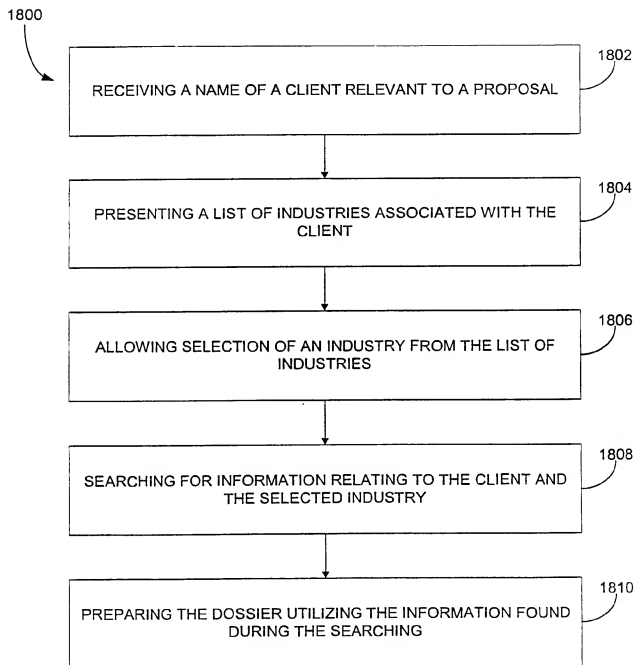 1800
1802
RECEIVING A NAME OF A CLIENT RELEVANT TO A PROPOSAL
1804
PRESENTING A LIST OF INDUSTRIES ASSOCIATED WITH THE
CLIENT
1806
ALLOWING SELECTION OF AN INDUSTRY FROM THE LIST OF
INDUSTRIES
1808
SEARCHING FOR INFORMATION RELATING TO THE CLIENT AND
THE SELECTED INDUSTRY
1810
PREPARING THE DOSSIER UTILIZING THE INFORMATION FOUND
DURING THE SEARCHING